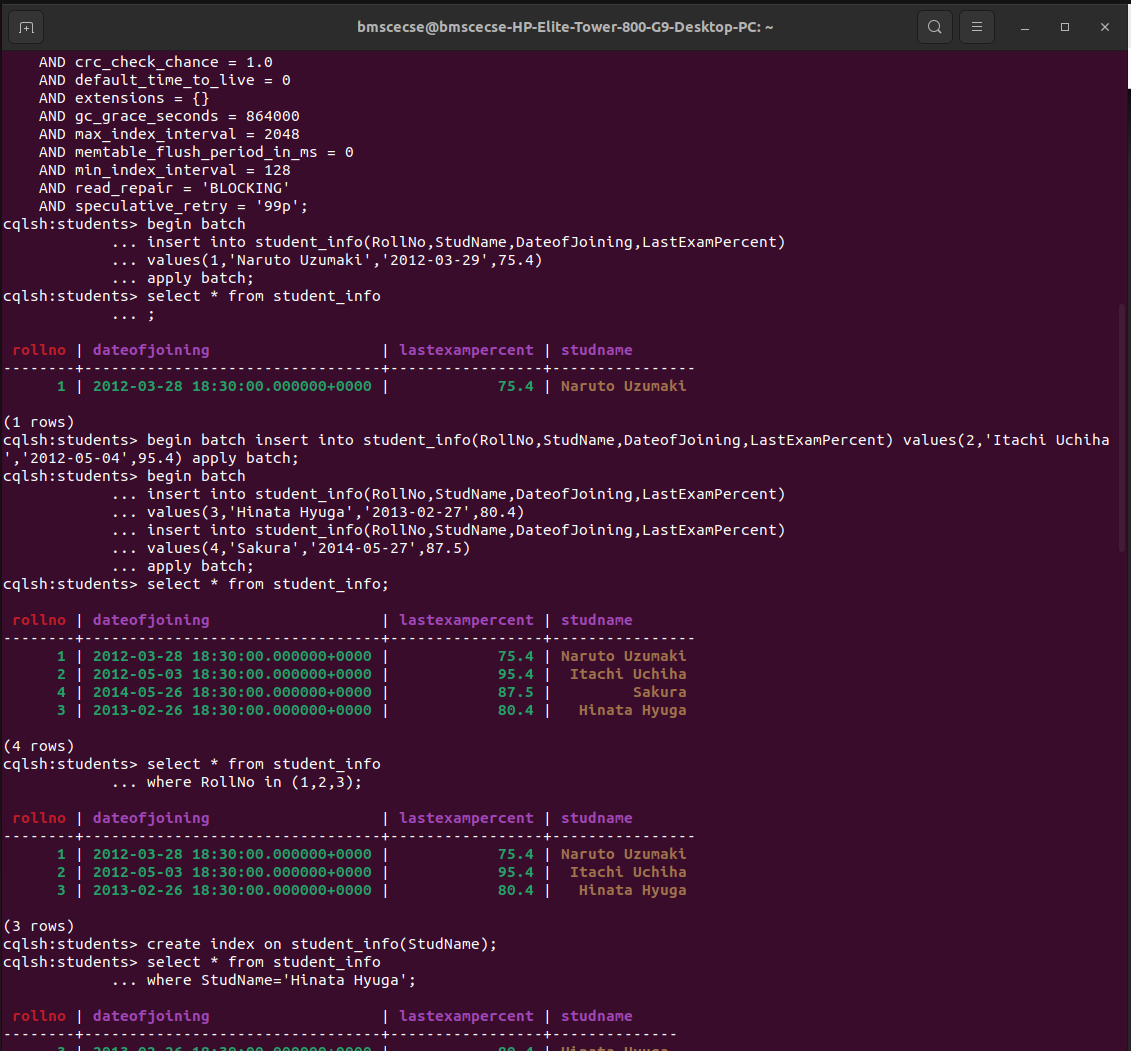 bmscecse@bmscecse-HP-Elite-Tower-800-G9-Desktop-PC: ~
    AND crc_check_chance = 1.0
    AND default_time_to_live = 0
    AND extensions = {}
    AND gc_grace_seconds = 864000
    AND max_index_interval = 2048
    AND memtable_flush_period_in_ms = 0
    AND min_index_interval = 128
    AND read_repair = 'BLOCKING'
    AND speculative_retry = '99p';
cqlsh:students> begin batch
            ... insert into student_info(RollNo,StudName,DateofJoining,LastExamPercent)
            ... values(1,'Naruto Uzumaki','2012-03-29',75.4)
            ... apply batch;
cqlsh:students> select * from student_info
            ... ;

 rollno | dateofjoining                   | lastexampercent | studname
--------+---------------------------------+-----------------+----------------
      1 | 2012-03-28 18:30:00.000000+0000 |            75.4 | Naruto Uzumaki

(1 rows)
cqlsh:students> begin batch insert into student_info(RollNo,StudName,DateofJoining,LastExamPercent) values(2,'Itachi Uchiha
','2012-05-04',95.4) apply batch;
cqlsh:students> begin batch
            ... insert into student_info(RollNo,StudName,DateofJoining,LastExamPercent)
            ... values(3,'Hinata Hyuga','2013-02-27',80.4)
            ... insert into student_info(RollNo,StudName,DateofJoining,LastExamPercent)
            ... values(4,'Sakura','2014-05-27',87.5)
            ... apply batch;
cqlsh:students> select * from student_info;

 rollno | dateofjoining                   | lastexampercent | studname
--------+---------------------------------+-----------------+----------------
      1 | 2012-03-28 18:30:00.000000+0000 |            75.4 | Naruto Uzumaki
      2 | 2012-05-03 18:30:00.000000+0000 |            95.4 |  Itachi Uchiha
      4 | 2014-05-26 18:30:00.000000+0000 |            87.5 |         Sakura
      3 | 2013-02-26 18:30:00.000000+0000 |            80.4 |   Hinata Hyuga

(4 rows)
cqlsh:students> select * from student_info
            ... where RollNo in (1,2,3);

 rollno | dateofjoining                   | lastexampercent | studname
--------+---------------------------------+-----------------+----------------
      1 | 2012-03-28 18:30:00.000000+0000 |            75.4 | Naruto Uzumaki
      2 | 2012-05-03 18:30:00.000000+0000 |            95.4 |  Itachi Uchiha
      3 | 2013-02-26 18:30:00.000000+0000 |            80.4 |   Hinata Hyuga

(3 rows)
cqlsh:students> create index on student_info(StudName);
cqlsh:students> select * from student_info
            ... where StudName='Hinata Hyuga';

 rollno | dateofjoining                   | lastexampercent | studname
--------+---------------------------------+-----------------+--------------
      3 | 2013-02-26 18:30:00.000000+0000 |            80.4 | Hinata Hyuga